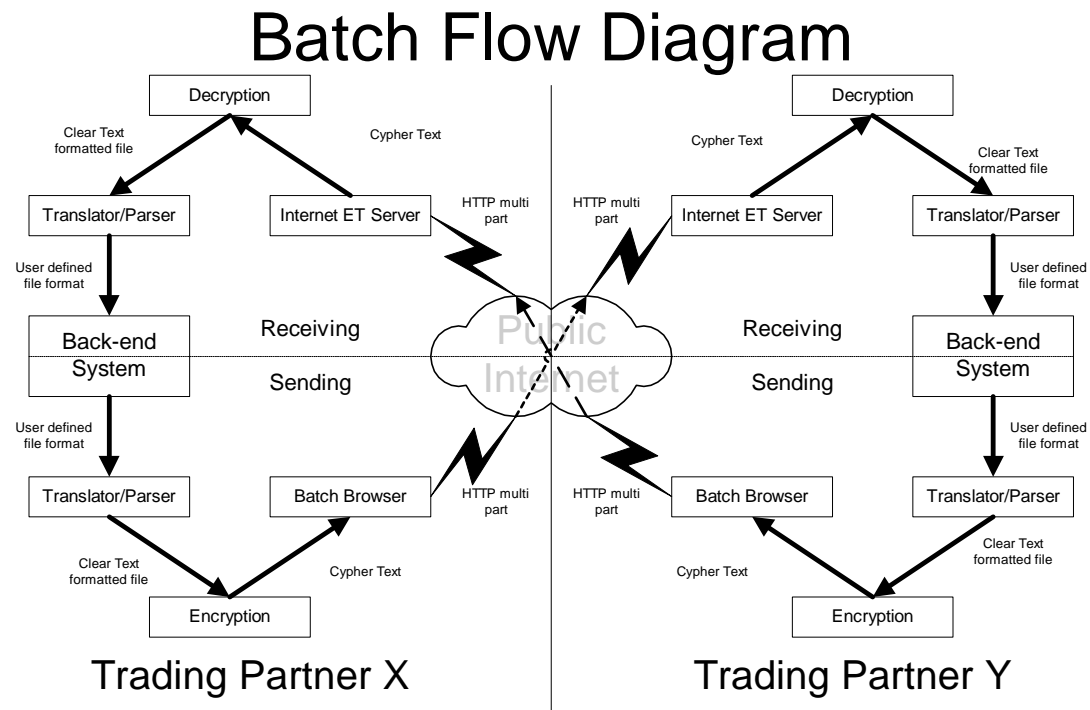 Batch Flow Diagram
Decryption
Decryption
Clear Text
formatted file
Cypher Text
Cypher Text
Clear Text
formatted file
Translator/Parser
Internet ET Server
HTTP multi
part
HTTP multi
part
Internet ET Server
Translator/Parser
User defined
file format
User defined
file format
Back-end
System
Receiving
Sending
Public
Internet
Receiving
Sending
Back-end
System
User defined
file format
User defined
file format
Translator/Parser
Batch Browser
HTTP multi
part
HTTP multi
part
Batch Browser
Translator/Parser
Clear Text
formatted file
Cypher Text
Cypher Text
Clear Text
formatted file
Encryption
Encryption
Trading Partner X
Trading Partner Y